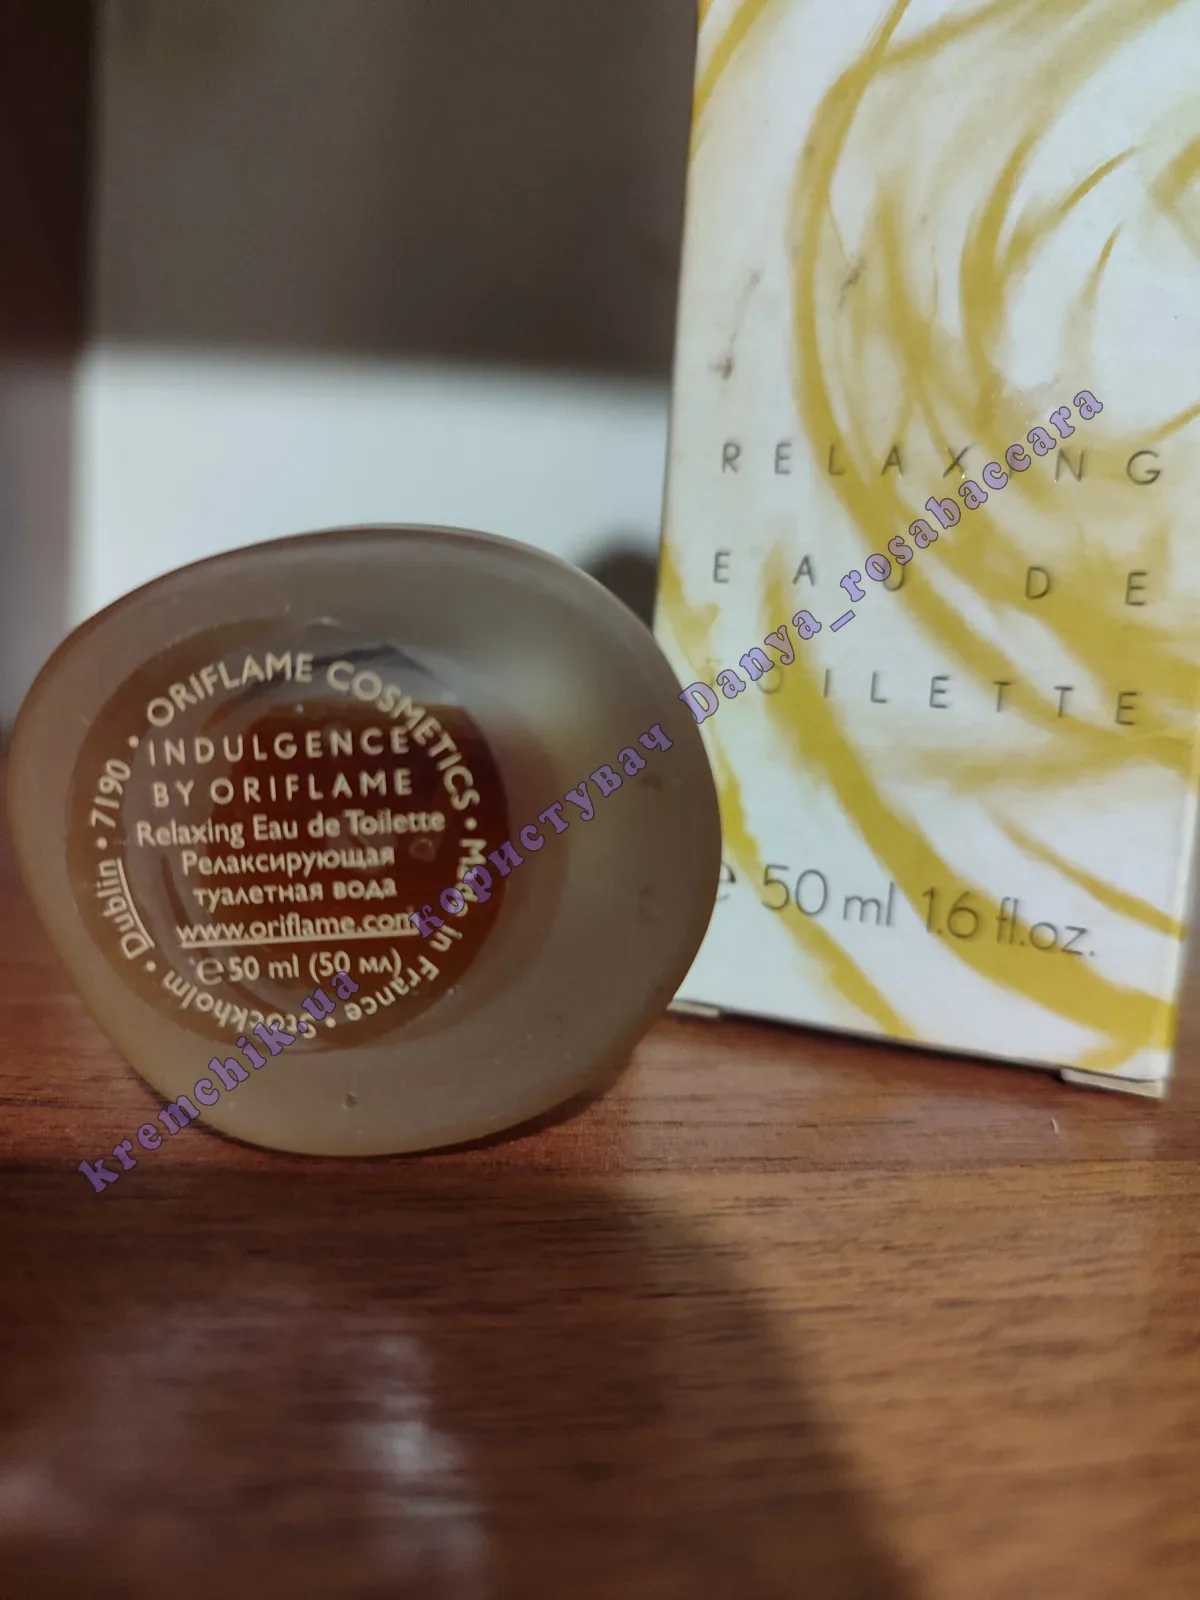 RELAXING
EAU DE
TOILETTE
e 50 ml 1.6 fl.oz.
ORIFLAME COSMETICS • Made in France • Stockholm • Dublin • 7190 •
INDULGENCE
BY ORIFLAME
Relaxing Eau de Toilette
Релаксирующая
туалетная вода
www.oriflame.com
e 50 ml (50 мл)
kremchik.ua користувач Danya_rosabaccara